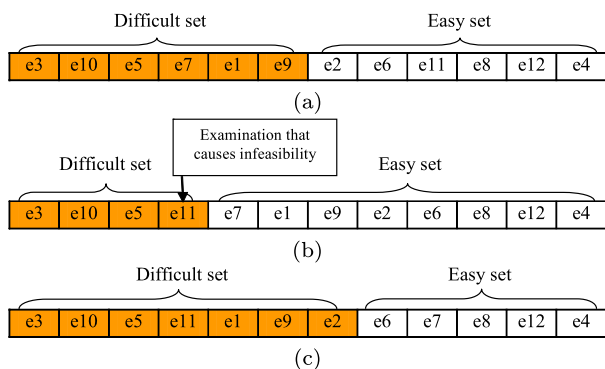 Difficult set Easy set
e3 e10 e5 e7 e1 e9 e2 e6 e11 e8 e12 e4
(a)
Examination that
causes infeasibility
Difficult set Easy set
e3 e10 e5 e11 e7 e1 e9 e2 e6 e8 e12 e4
(b)
Difficult set Easy set
e3 e10 e5 e11 e1 e9 e2 e6 e7 e8 e12 e4
(c)